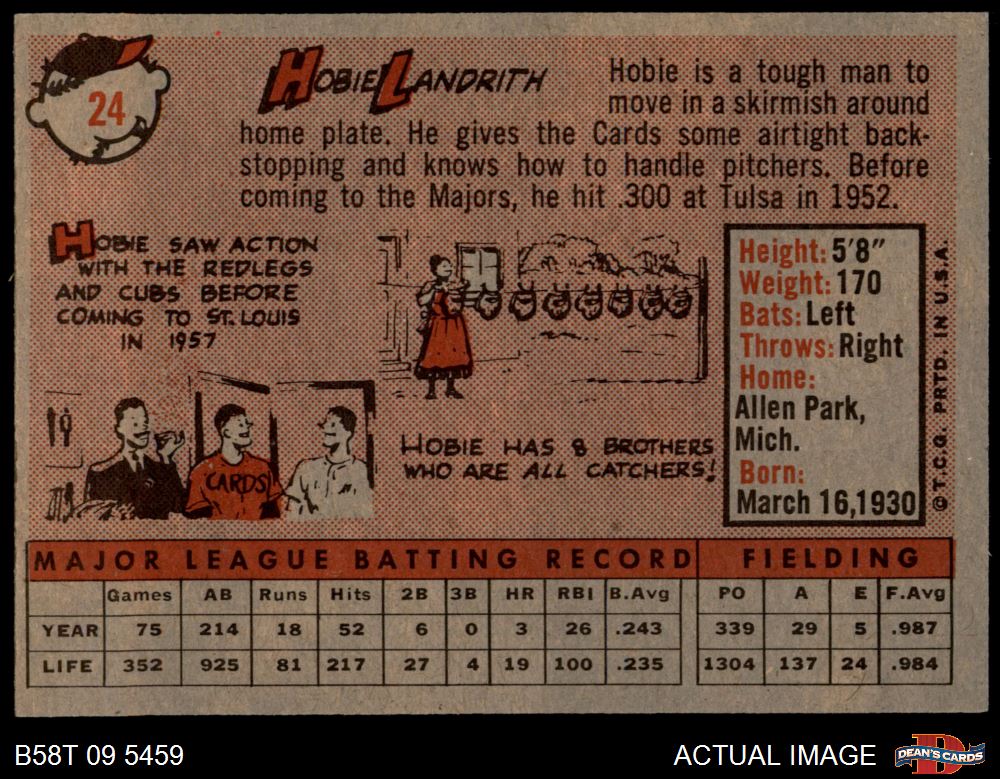 24
HOBIE LANDRITH
Hobie is a tough man to
move in a skirmish around
home plate. He gives the Cards some airtight back-
stopping and knows how to handle pitchers. Before
coming to the Majors, he hit .300 at Tulsa in 1952.
HOBIE SAW ACTION
WITH THE REDLEGS
AND CUBS BEFORE
COMING TO ST. LOUIS
IN 1957
CARDS
HOBIE HAS 8 BROTHERS
WHO ARE ALL CATCHERS!
Height: 5'8"
Weight: 170
Bats: Left
Throws: Right
Home:
Allen Park,
Mich.
Born:
March 16,1930
©T.C.G. PRTD. IN U.S.A.
MAJOR LEAGUE BATTING RECORD FIELDING
Games AB Runs Hits 2B 3B HR RBI B.Avg PO A E F.Avg
YEAR 75 214 18 52 6 0 3 26 .243 339 29 5 .987
LIFE 352 925 81 217 27 4 19 100 .235 1304 137 24 .984
B58T 09 5459 ACTUAL IMAGE DEAN'S CARDS